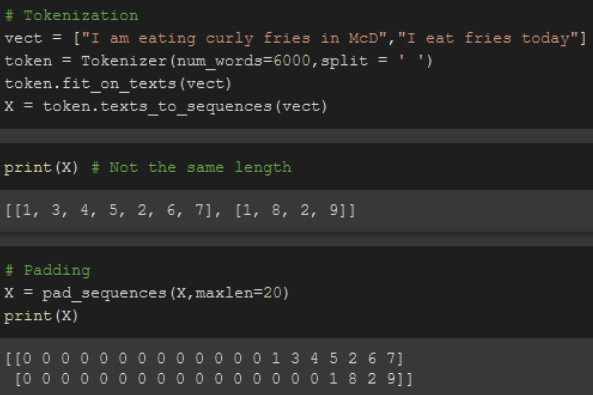 # Tokenization
vect = ["I am eating curly fries in McD","I eat fries today"]
token = Tokenizer(num_words=6000,split = ' ')
token.fit_on_texts(vect)
X = token.texts_to_sequences(vect)
print(X) # Not the same length
[[1, 3, 4, 5, 2, 6, 7], [1, 8, 2, 9]]
# Padding
X = pad_sequences(X,maxlen=20)
print(X)
[[0 0 0 0 0 0 0 0 0 0 0 0 0 1 3 4 5 2 6 7]
 [0 0 0 0 0 0 0 0 0 0 0 0 0 0 0 0 1 8 2 9]]